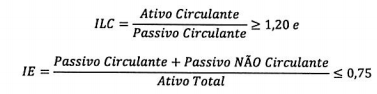 ILC = Ativo Circulante / Passivo Circulante ≥ 1,20 e
IE = Passivo Circulante + Passivo NÃO Circulante / Ativo Total ≤ 0,75